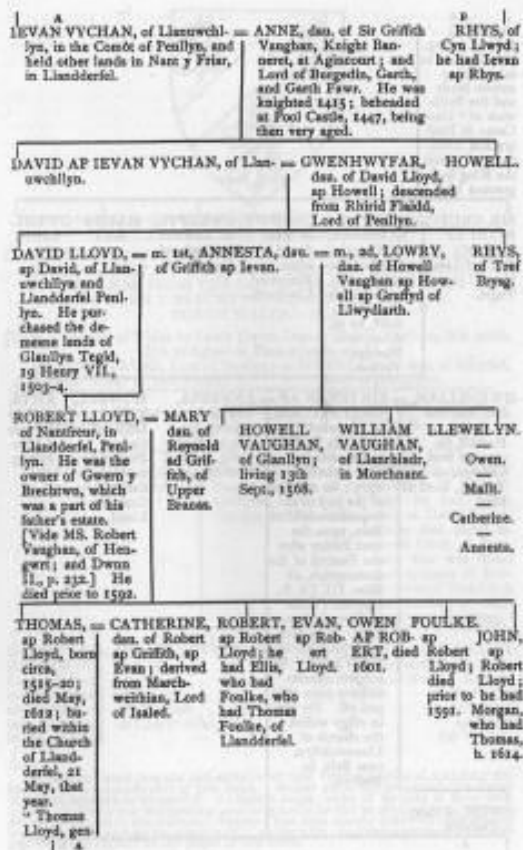 A
P
IEVAN VYCHAN, of Llanuwchl-
lyn, in the Comôt of Penllyn, and
held other lands in Nant y Friar,
in Llandderfel.
= ANNE, dau. of Sir Griffith
Vaughan, Knight Ban-
neret, at Agincourt; and
Lord of Burgedin, Garth,
and Garth Fawr. He was
knighted 1415; beheaded
at Pool Castle, 1447, being
then very aged.
RHYS, of
Cyn Llwyd;
he had Ievan
ap Rhys.
DAVID AP IEVAN VYCHAN, of Llan-
uwchllyn.
= GWENHWYFAR,
dau. of David Lloyd,
ap Howell; descended
from Rhirid Flaidd,
Lord of Penllyn.
HOWELL.
DAVID LLOYD,
ap David, of Llan-
uwchllyn and
Llandderfel Penl-
lyn. He pur-
chased the de-
mesne lands of
Glanllyn Tegid,
19 Henry VII.,
1503-4.
= m. 1st, ANNESTA, dau.
of Griffith ap Ievan.
= m., 2d, LOWRY,
dau. of Howell
Vaughan ap How-
ell ap Gruffyd of
Llwydiarth.
RHYS,
of Tref
Brysg.
ROBERT LLOYD,
of Nantfreur, in
Llandderfel, Penl-
lyn. He was the
owner of Gwern y
Brechtwn, which
was a part of his
father's estate.
[Vide MS. Robert
Vaughan, of Hen-
gwrt; and Dwnn
II., p. 232.] He
died prior to 1592.
= MARY
dau. of
Reynold
ad Grif-
fith, of
Upper
Branas.
HOWELL
VAUGHAN,
of Glanllyn;
living 13th
Sept., 1568.
WILLIAM
VAUGHAN,
of Llanrhiadr,
in Mochnant.
LLEWELYN.
—
Owen.
—
Mallt.
—
Catherine.
—
Annesta.
THOMAS,
ap Robert
Lloyd, born
circa,
1515-20;
died May,
1612; bu-
ried within
the Church
of Lland-
derfel, 21
May, that
year.
" Thomas
Lloyd, gen-
= CATHERINE,
dau. of Robert
ap Griffith, ap
Evan; derived
from March-
weithian, Lord
of Isaled.
ROBERT,
ap Robert
Lloyd; he
had Ellis,
who had
Foulke, who
had Thomas
Foulke, of
Llandderfel.
EVAN,
ap Rob-
ert
Lloyd.
OWEN
AP ROB-
ERT, died
1601.
FOULKE.
ap
Robert
Lloyd;
died
prior to
1592.
JOHN,
ap
Robert
Lloyd;
he had
Morgan,
who had
Thomas,
b. 1614.
A